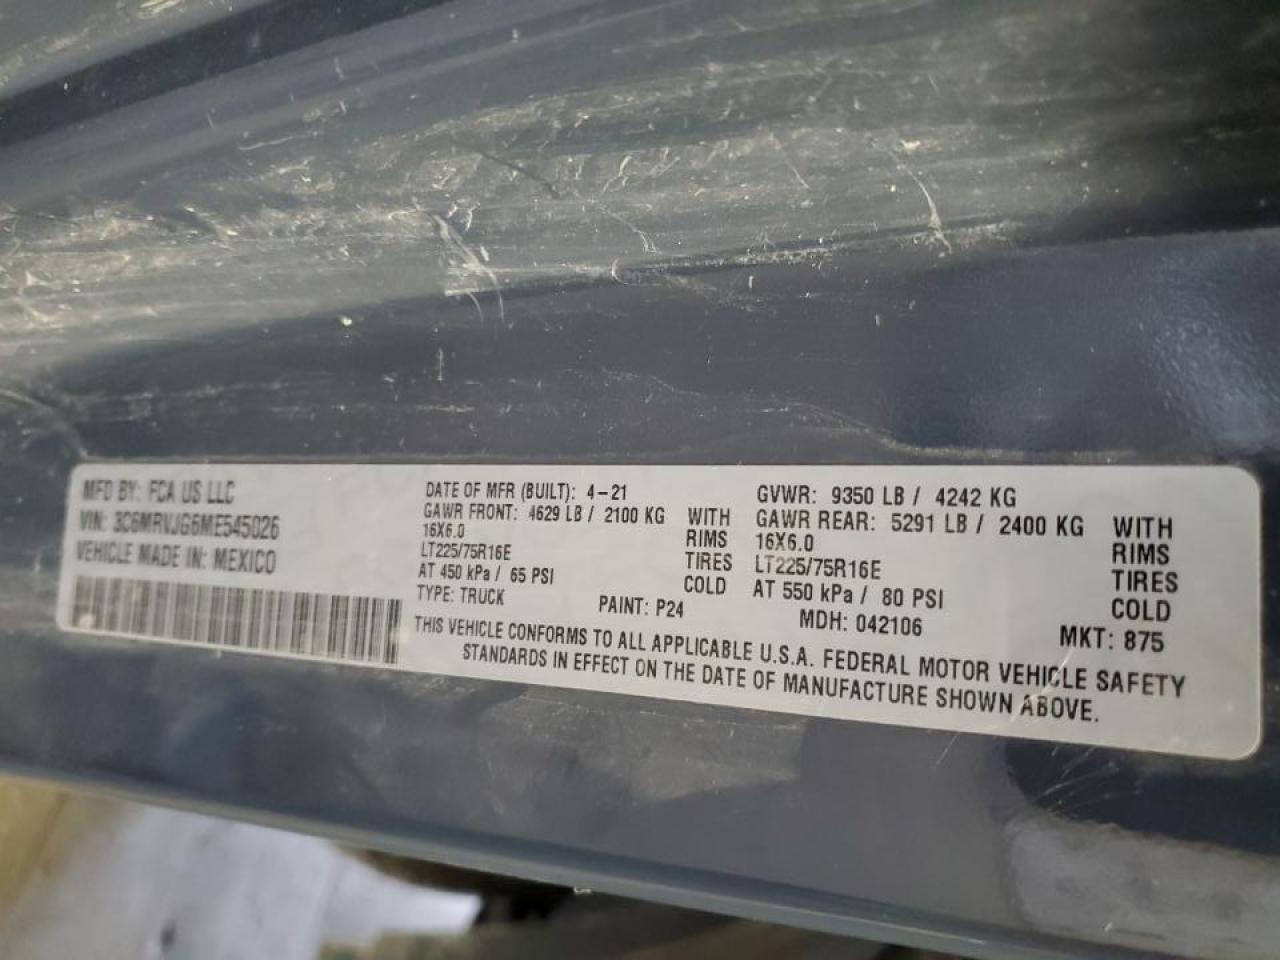 MFD BY: FCA US LLC
VIN: 3C6MRVJG6ME545026
VEHICLE MADE IN: MEXICO
DATE OF MFR (BUILT): 4-21
GAWR FRONT: 4629 LB / 2100 KG WITH
16X6.0 RIMS
LT225/75R16E TIRES
AT 450 kPa / 65 PSI COLD
TYPE: TRUCK PAINT: P24
GVWR: 9350 LB / 4242 KG
GAWR REAR: 5291 LB / 2400 KG WITH
16X6.0 RIMS
LT225/75R16E TIRES
AT 550 kPa / 80 PSI COLD
MDH: 042106 MKT: 875
THIS VEHICLE CONFORMS TO ALL APPLICABLE U.S.A. FEDERAL MOTOR VEHICLE SAFETY
STANDARDS IN EFFECT ON THE DATE OF MANUFACTURE SHOWN ABOVE.